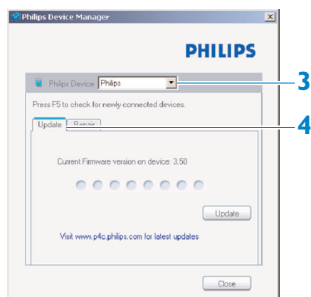 Philips Device Manager
PHILIPS
Philips Device Philips
3
Press F5 to check for newly connected devices.
Update Repair
4
Current Firmware version on device: 3.50
Update
Visit www.p4c.philips.com for latest updates
Close